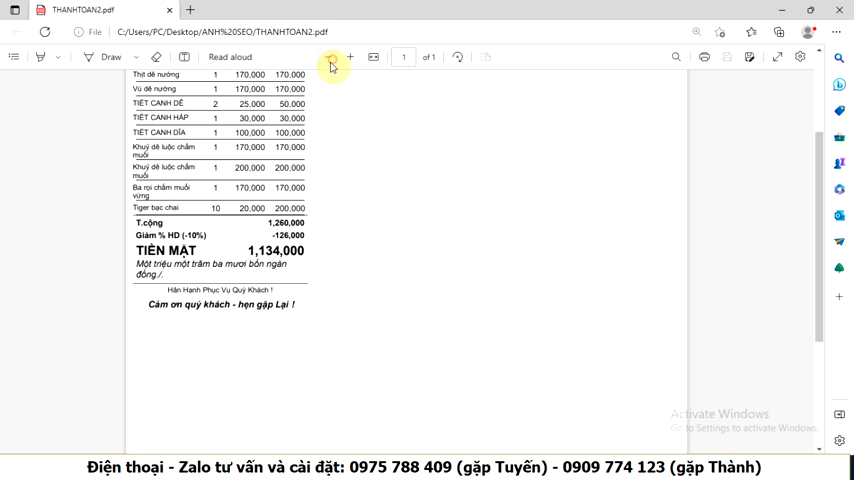 THANHTOAN2.pdf
File C:/Users/PC/Desktop/ANH%20SEO/THANHTOAN2.pdf
Draw Read aloud 1 of 1
Thịt dê nướng 1 170,000 170,000
Vú dê nướng 1 170,000 170,000
TIẾT CANH DÊ 2 25,000 50,000
TIẾT CANH HẤP 1 30,000 30,000
TIẾT CANH DĨA 1 100,000 100,000
Khuỷ dê luộc chấm 1 170,000 170,000
muối
Khuỷ dê luộc chấm 1 200,000 200,000
muối
Ba rọi chấm muối 1 170,000 170,000
vừng
Tiger bạc chai 10 20,000 200,000
T.cộng 1,260,000
Giảm % HD (-10%) -126,000
TIỀN MẶT 1,134,000
Một triệu một trăm ba mươi bốn ngàn
đồng./.
Hân Hạnh Phục Vụ Quý Khách !
Cảm ơn quý khách - hẹn gặp Lại !
Activate Windows
Go to Settings to activate Windows.
Điện thoại - Zalo tư vấn và cài đặt: 0975 788 409 (gặp Tuyến) - 0909 774 123 (gặp Thành)